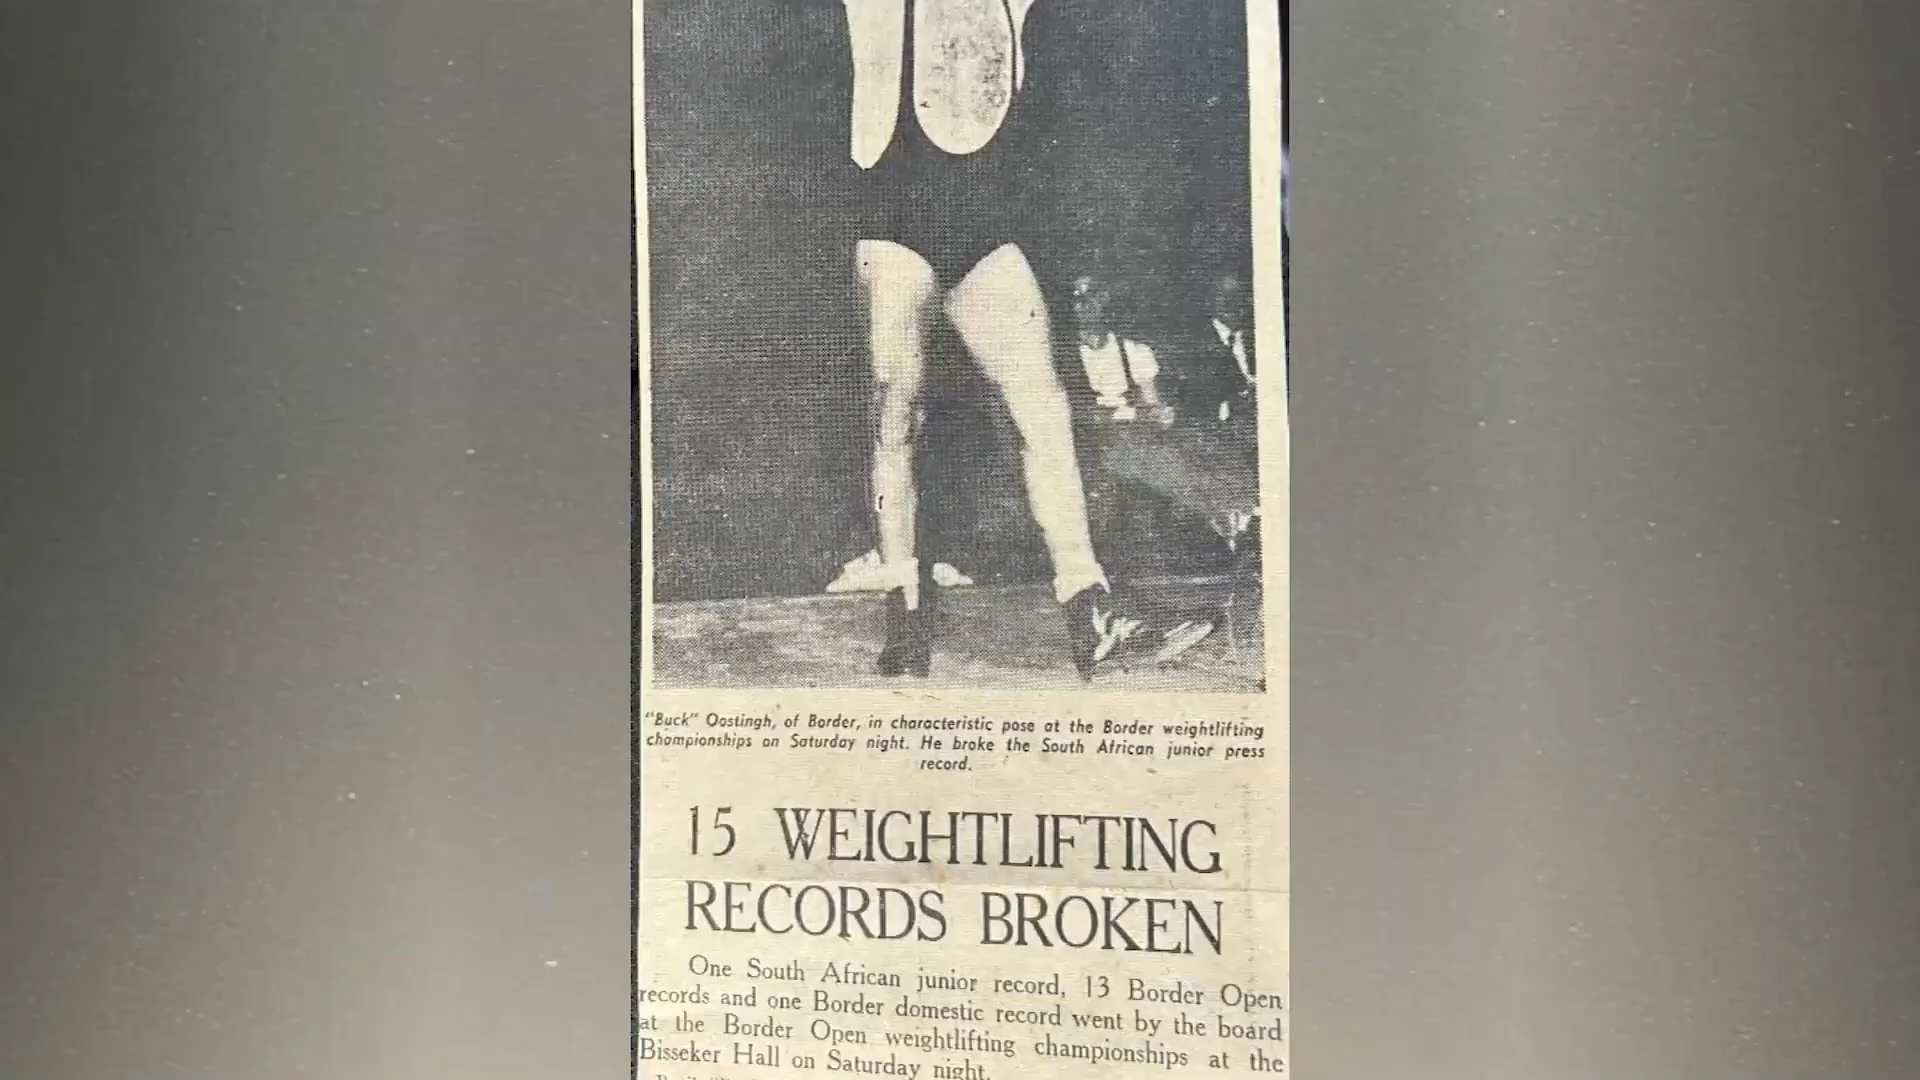 "Buck" Oostingh, of Border, in characteristic pose at the Border weightlifting
championships on Saturday night. He broke the South African junior press
record.
15 WEIGHTLIFTING
RECORDS BROKEN
One South African junior record, 13 Border Open
records and one Border domestic record went by the board
at the Border Open weightlifting championships at the
Bisseker Hall on Saturday night.